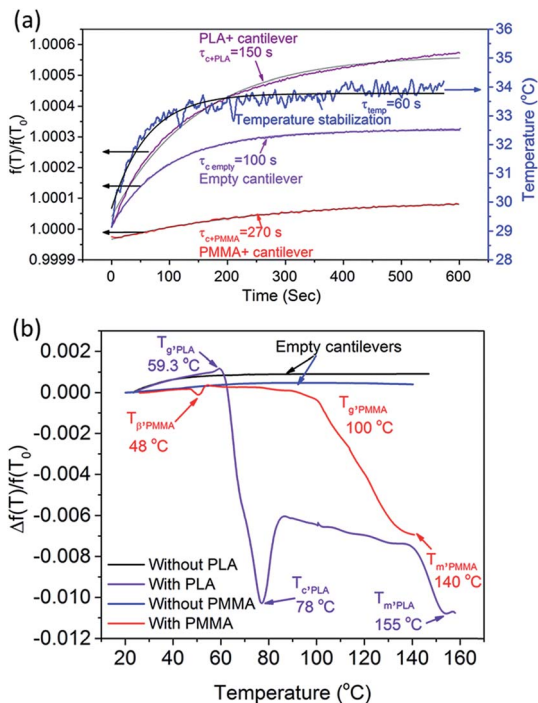 (a)
1.0006
1.0005
1.0004
1.0003
1.0002
1.0001
1.0000
0.9999
f(T)/f(T₀)
PLA+ cantilever
τc+PLA=150 s
τtemp=60 s
Temperature stabilization
τc empty=100 s
Empty cantilever
τc+PMMA=270 s
PMMA+ cantilever
36
35
34
33
32
31
30
29
28
Temperature (°C)
0 100 200 300 400 500 600
Time (Sec)
(b)
0.002
0.000
-0.002
-0.004
-0.006
-0.008
-0.010
-0.012
Δf(T)/f(T₀)
Tg,PLA
59.3 °C
Empty cantilevers
Tβ,PMMA
48 °C
Tg,PMMA
100 °C
Without PLA
With PLA
Without PMMA
With PMMA
Tc,PLA
78 °C
Tm,PMMA
140 °C
Tm,PLA
155 °C
20 40 60 80 100 120 140 160
Temperature (°C)